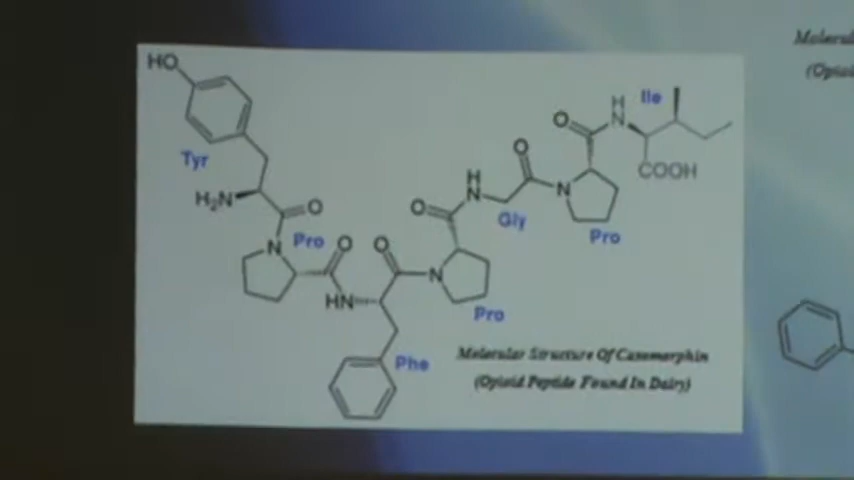 HO
Ile
H
N
O
COOH
Tyr
O
H
N
H₂N
O
O
N
Gly
Pro
N
Pro
O
O
N
HN
Pro
Phe
Molecular Structure Of Casomorphin
(Opioid Peptide Found In Dairy)